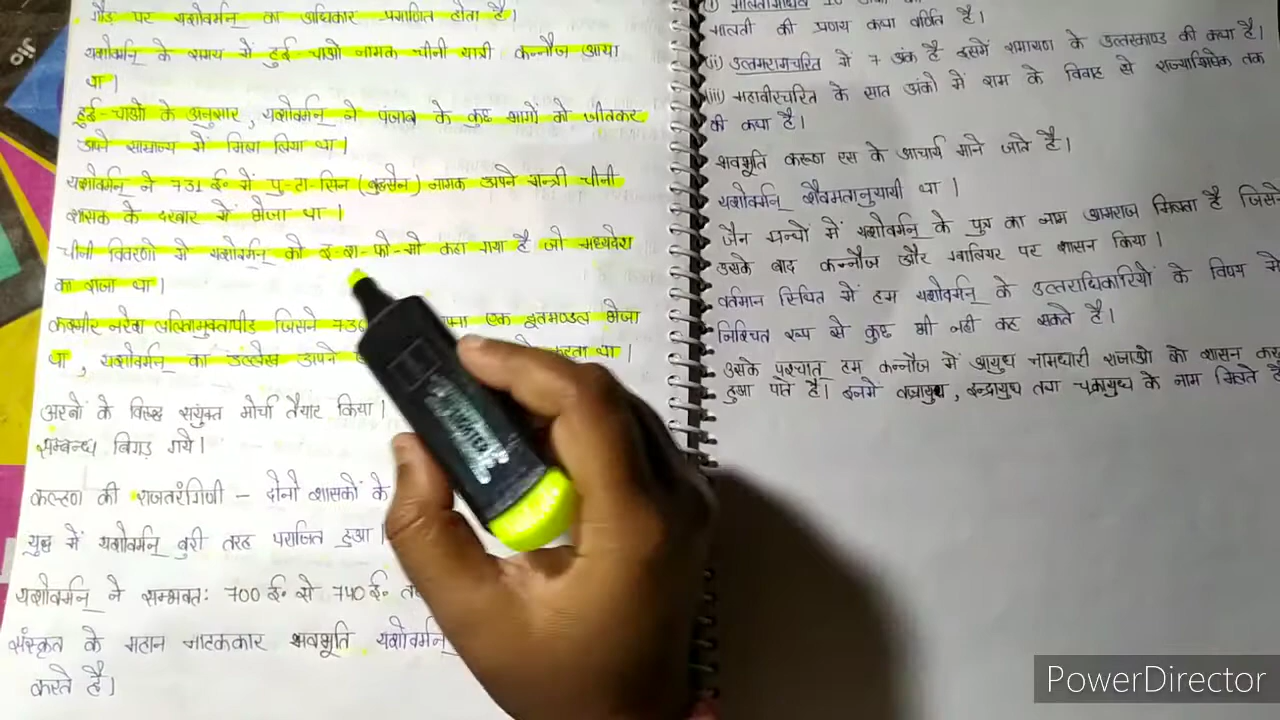 गौड़ पर यशोवर्मन् का अधिकार प्रमाणित होता है।
यशोवर्मन् के समय में हुई-चाओ नामक चीनी यात्री कन्नौज आया
था।
हुई-चाओ के अनुसार, यशोवर्मन् ने पंजाब के कुछ भागों को जीतकर
अपने साम्राज्य में मिला लिया था।
यशोवर्मन् ने 731 ई॰ में पु-टा-सिन (बुद्धसेन) नामक अपने मन्त्री चीनी
शासक के दरबार में भेजा था।
चीनी विवरणो मे यशोवर्मन् को इ-श-फो-मो कहा गया है जो मध्यदेश
का राजा था।
कश्मीर नरेश ललितामुक्तापीड जिसने 736 एक दूतमण्डल भेजा
था, यशोवर्मन् का उल्लेख अपने करता था।
अरबों के विरुद्ध संयुक्त मोर्चा तैयार किया।
सम्बन्ध बिगड़ गये।
कल्हण की राजतरंगिणी – दोनो शासकों के
युद्ध में यशोवर्मन् बुरी तरह पराजित हुआ।
यशोवर्मन् ने सम्भवतः 700 ई॰ से 740 ई॰
संस्कृत के महान नाटककार भवभूति यशोवर्मन्
करते है।
(i) मालतीमाधव 10
मालती की प्रणय कथा वर्णित है।
(ii) उत्तमरामचरित में 7 अंक है इसमें रामायण के उत्तरकाण्ड की कथा है।
(iii) महावीरचरित के सात अंको में राम के विवाह से राज्याभिषेक तक
की कथा है।
भवभूति करूण रस के आचार्य माने जाते है।
यशोवर्मन् शैवमतानुयायी था।
जैन ग्रन्थों में यशोवर्मन् के पुत्र का नाम आमराज मिलता है जिसने
उसके बाद कन्नौज और ग्वालियर पर शासन किया।
वर्तमान स्थिति में हम यशोवर्मन् के उत्तराधिकारियों के विषय में
निश्चित रूप से कुछ भी नही कह सकते है।
उसके पश्चात् हम कन्नौज में आयुध नामधारी राजाओ को शासन करते
हुआ पाते है। इनमे वज्रायुध, इन्द्रायुध तथा चक्रायुध के नाम मिलते है
PowerDirector